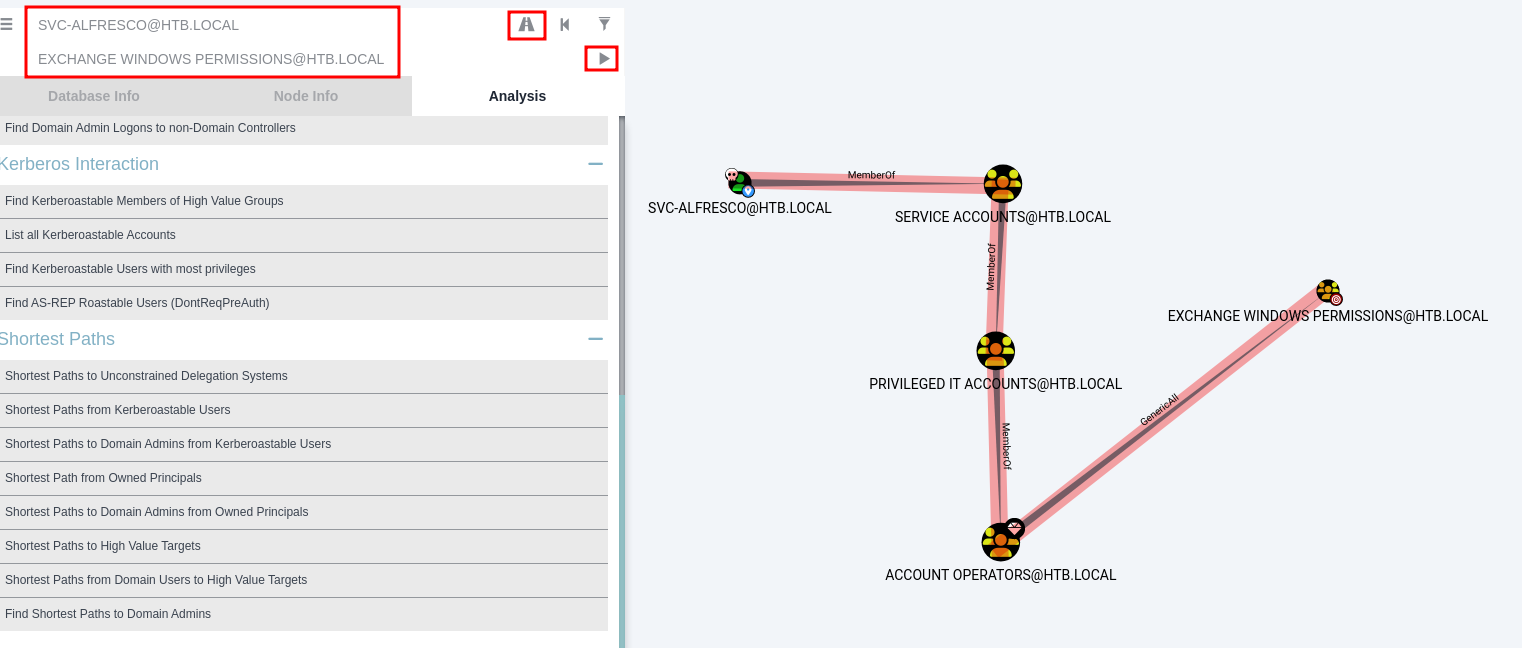 SVC-ALFRESCO@HTB.LOCAL
EXCHANGE WINDOWS PERMISSIONS@HTB.LOCAL
Database Info
Node Info
Analysis
Find Domain Admin Logons to non-Domain Controllers
Kerberos Interaction
Find Kerberoastable Members of High Value Groups
List all Kerberoastable Accounts
Find Kerberoastable Users with most privileges
Find AS-REP Roastable Users (DontReqPreAuth)
Shortest Paths
Shortest Paths to Unconstrained Delegation Systems
Shortest Paths from Kerberoastable Users
Shortest Paths to Domain Admins from Kerberoastable Users
Shortest Path from Owned Principals
Shortest Paths to Domain Admins from Owned Principals
Shortest Paths to High Value Targets
Shortest Paths from Domain Users to High Value Targets
Find Shortest Paths to Domain Admins
MemberOf
SVC-ALFRESCO@HTB.LOCAL
SERVICE ACCOUNTS@HTB.LOCAL
MemberOf
EXCHANGE WINDOWS PERMISSIONS@HTB.LOCAL
PRIVILEGED IT ACCOUNTS@HTB.LOCAL
GenericAll
MemberOf
ACCOUNT OPERATORS@HTB.LOCAL